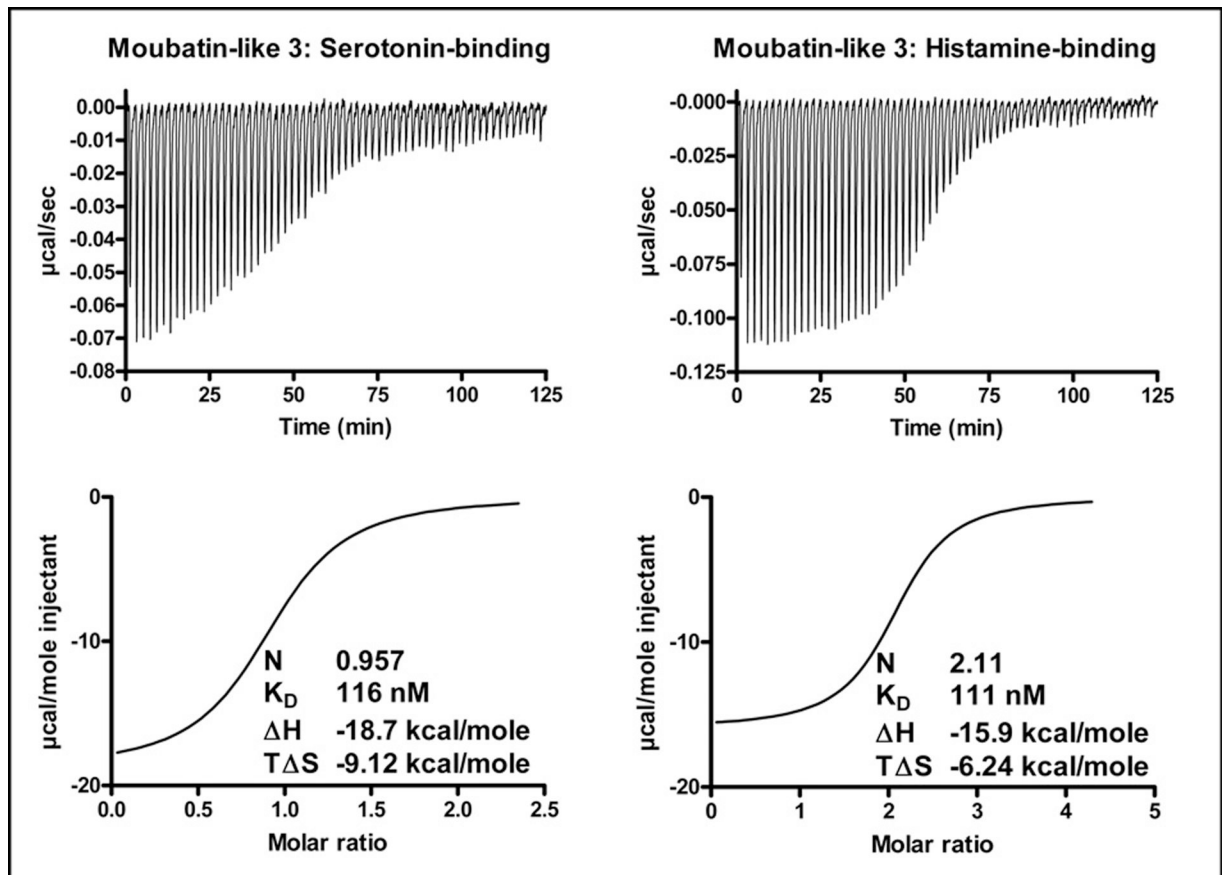 Moubatin-like 3: Serotonin-binding
µcal/sec
0.00
-0.01
-0.02
-0.03
-0.04
-0.05
-0.06
-0.07
-0.08
0 25 50 75 100 125
Time (min)
Moubatin-like 3: Histamine-binding
µcal/sec
-0.000
-0.025
-0.050
-0.075
-0.100
-0.125
0 25 50 75 100 125
Time (min)
µcal/mole injectant
0
-10
-20
N 0.957
KD 116 nM
ΔH -18.7 kcal/mole
TΔS -9.12 kcal/mole
0.0 0.5 1.0 1.5 2.0 2.5
Molar ratio
µcal/mole injectant
0
-10
-20
N 2.11
KD 111 nM
ΔH -15.9 kcal/mole
TΔS -6.24 kcal/mole
0 1 2 3 4 5
Molar ratio